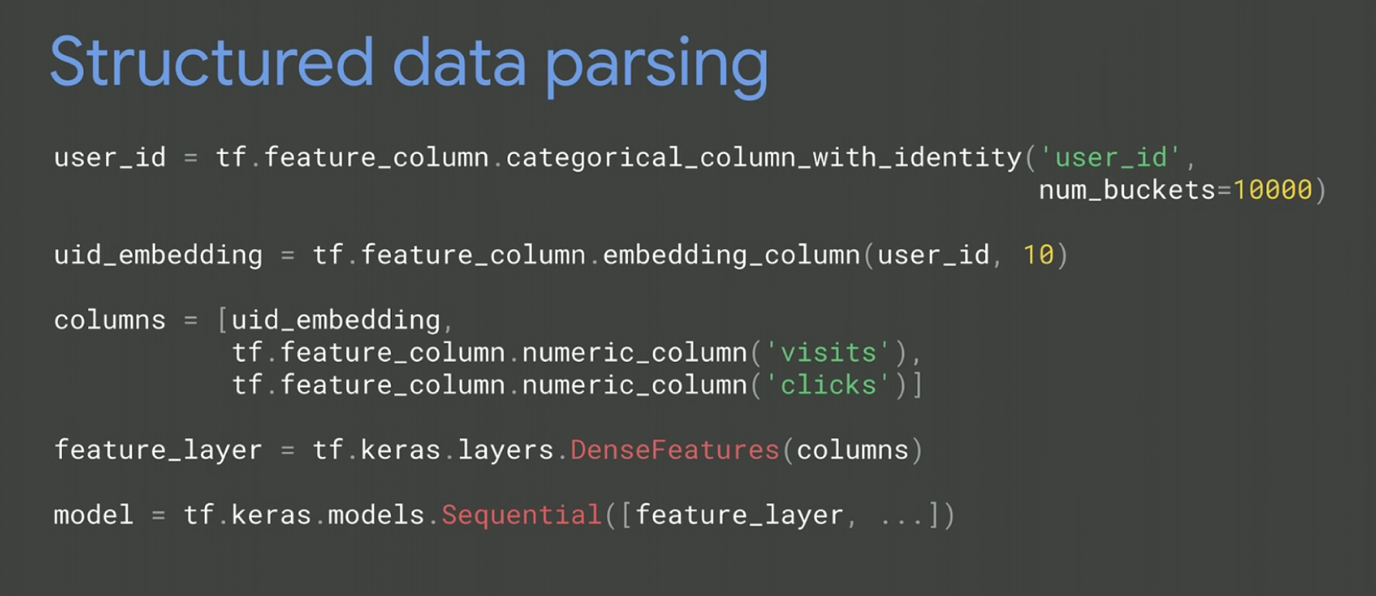 Structured data parsing
user_id = tf.feature_column.categorical_column_with_identity('user_id',
num_buckets=10000)
uid_embedding = tf.feature_column.embedding_column(user_id, 10)
columns = [uid_embedding,
tf.feature_column.numeric_column('visits'),
tf.feature_column.numeric_column('clicks')]
feature_layer = tf.keras.layers.DenseFeatures(columns)
model = tf.keras.models.Sequential([feature_layer, ...])